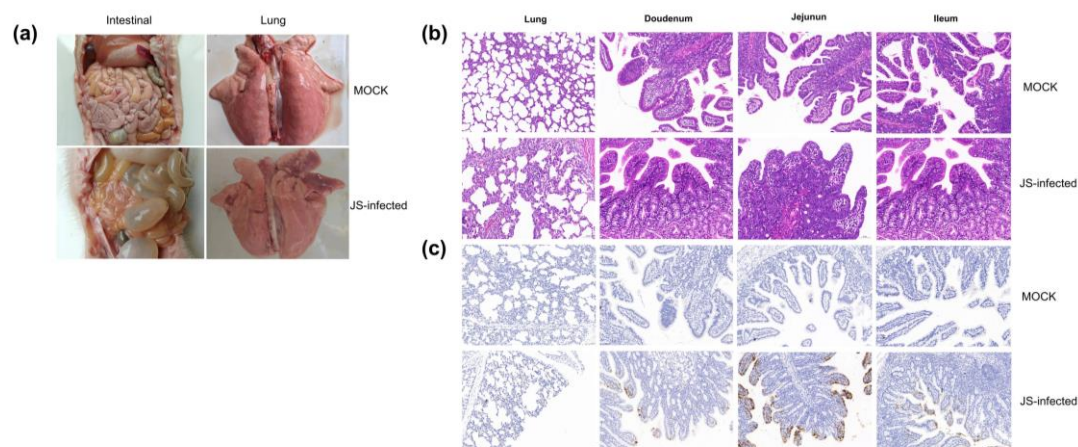 Intestinal Lung
(a)
MOCK
JS-infected
(b)
Lung Doudenum Jejunun Ileum
MOCK
JS-infected
(c)
MOCK
JS-infected